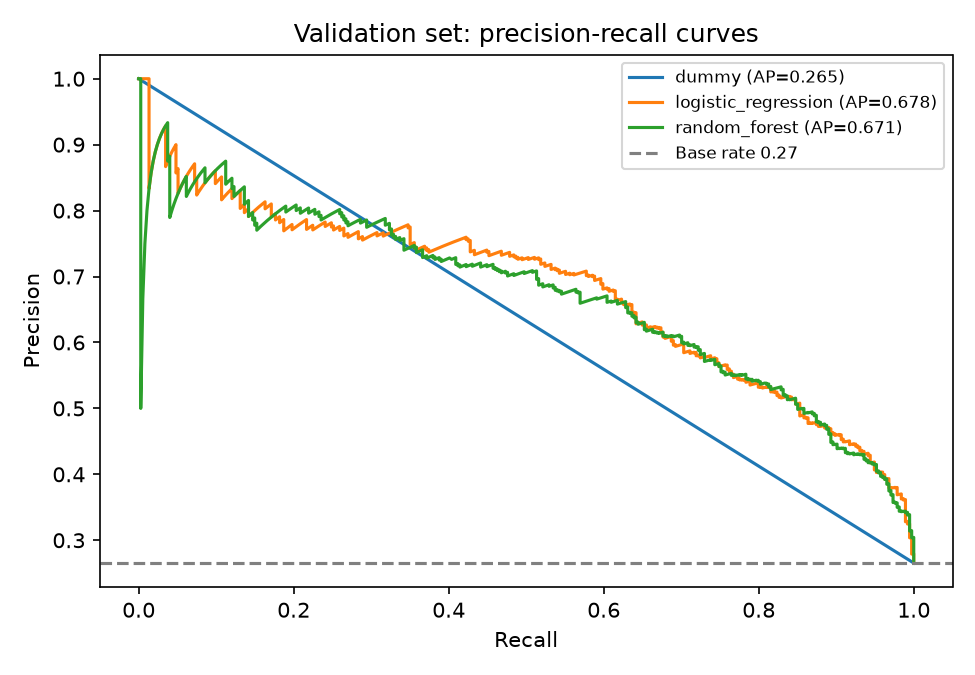 Validation set: precision-recall curves
dummy (AP=0.265)
logistic_regression (AP=0.678)
random_forest (AP=0.671)
Base rate 0.27
Precision
1.0
0.9
0.8
0.7
0.6
0.5
0.4
0.3
0.0 0.2 0.4 0.6 0.8 1.0
Recall